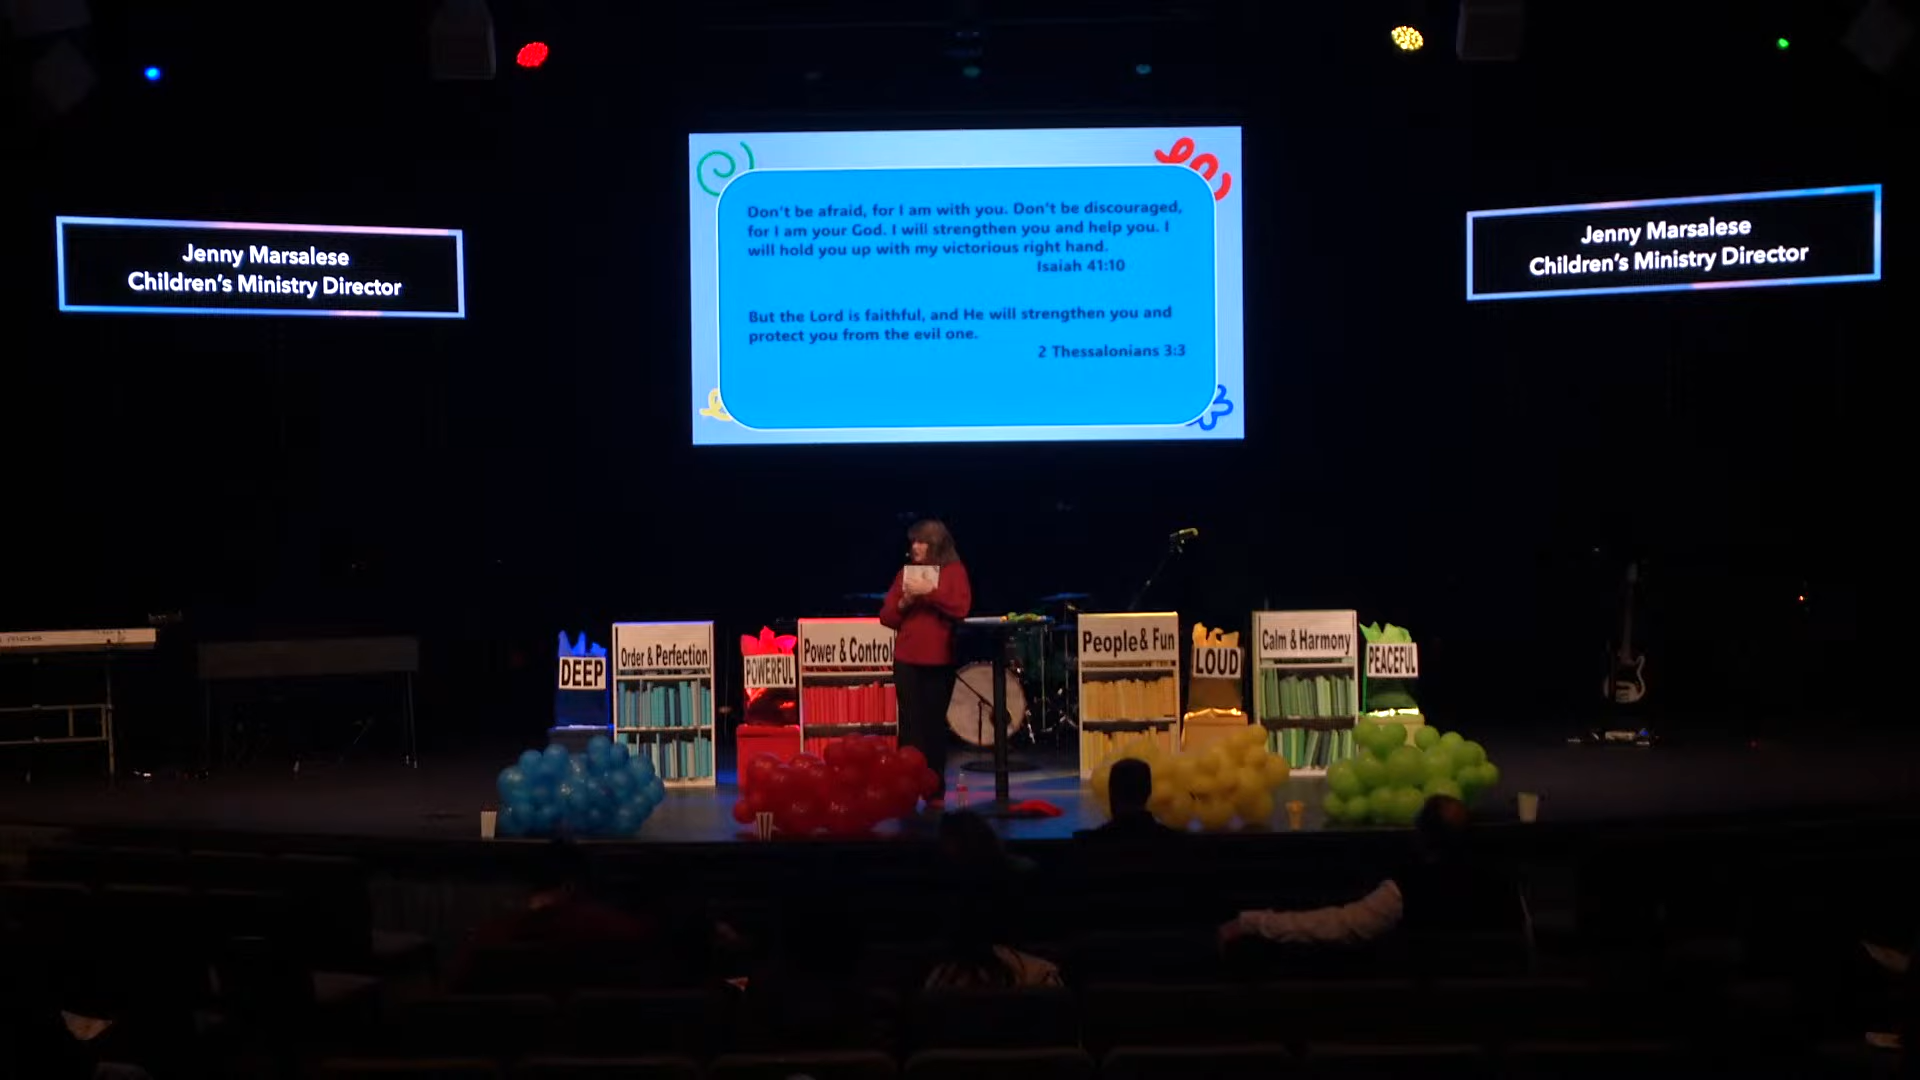 Don't be afraid, for I am with you. Don't be discouraged,
for I am your God. I will strengthen you and help you. I
will hold you up with my victorious right hand.
Isaiah 41:10
But the Lord is faithful, and He will strengthen you and
protect you from the evil one.
2 Thessalonians 3:3
Jenny Marsalese
Children's Ministry Director
Jenny Marsalese
Children's Ministry Director
DEEP
Order & Perfection
POWERFUL
Power & Control
People & Fun
LOUD
Calm & Harmony
PEACEFUL